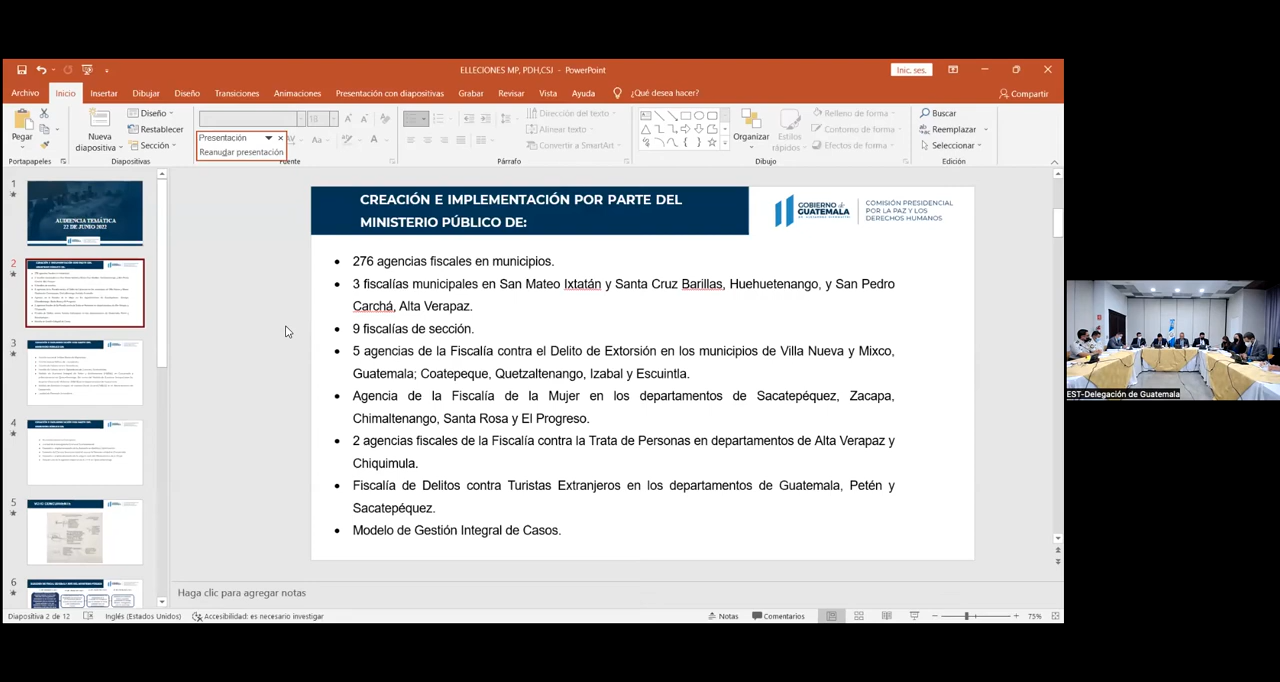 ELLECIONES MP, PDH,CSJ - PowerPoint
Inic. ses.
Archivo Inicio Insertar Dibujar Diseño Transiciones Animaciones Presentación con diapositivas Grabar Revisar Vista Ayuda ¿Qué desea hacer? Compartir
Pegar
Portapapeles
Nueva diapositiva
Diseño
Restablecer
Sección
Diapositivas
Presentación
Reanudar presentación
Fuente
Dirección del texto
Alinear texto
Convertir a SmartArt
Párrafo
Organizar
Estilos rápidos
Relleno de forma
Contorno de forma
Efectos de forma
Dibujo
Buscar
Reemplazar
Seleccionar
Edición
1
AUDIENCIA TEMÁTICA
22 DE JUNIO 2022
2
3
4
5
6
CREACIÓN E IMPLEMENTACIÓN POR PARTE DEL
MINISTERIO PÚBLICO DE:
GOBIERNO de
GUATEMALA
COMISIÓN PRESIDENCIAL
POR LA PAZ Y LOS
DERECHOS HUMANOS
• 276 agencias fiscales en municipios.
• 3 fiscalías municipales en San Mateo Ixtatán y Santa Cruz Barillas, Huehuetenango, y San Pedro
Carchá, Alta Verapaz.
• 9 fiscalías de sección.
• 5 agencias de la Fiscalía contra el Delito de Extorsión en los municipios de Villa Nueva y Mixco,
Guatemala; Coatepeque, Quetzaltenango, Izabal y Escuintla.
• Agencia de la Fiscalía de la Mujer en los departamentos de Sacatepéquez, Zacapa,
Chimaltenango, Santa Rosa y El Progreso.
• 2 agencias fiscales de la Fiscalía contra la Trata de Personas en departamentos de Alta Verapaz y
Chiquimula.
• Fiscalía de Delitos contra Turistas Extranjeros en los departamentos de Guatemala, Petén y
Sacatepéquez.
• Modelo de Gestión Integral de Casos.
Haga clic para agregar notas
Diapositiva 2 de 12 Inglés (Estados Unidos) Accesibilidad: es necesario investigar Notas Comentarios 75%
EST-Delegación de Guatemala